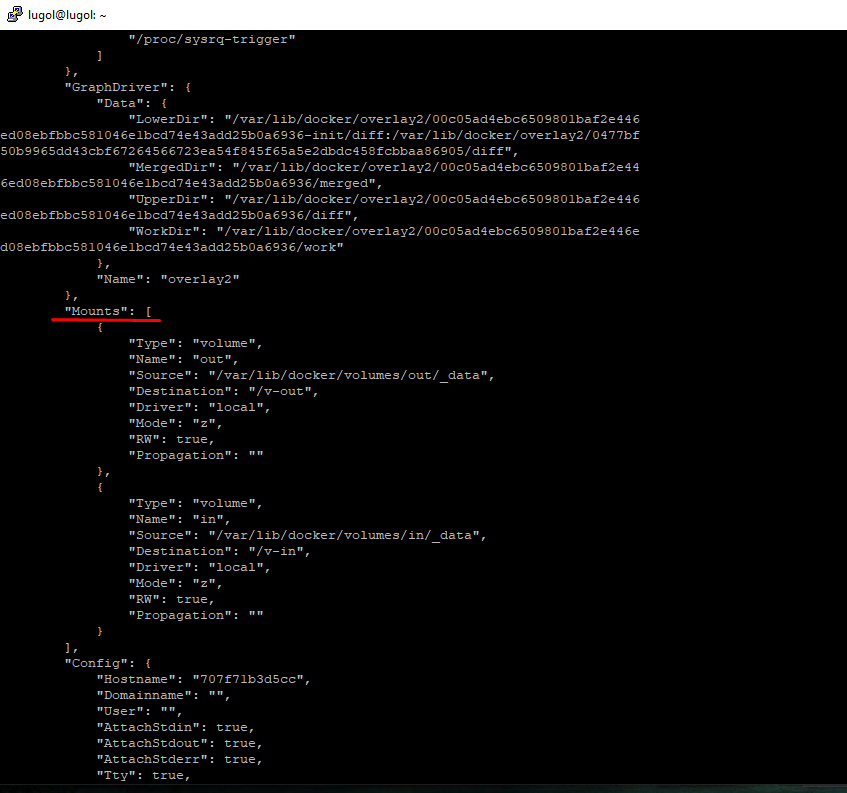 lugol@lugol: ~
"/proc/sysrq-trigger"
]
},
"GraphDriver": {
"Data": {
"LowerDir": "/var/lib/docker/overlay2/00c05ad4ebc6509801baf2e446
ed08ebfbbc581046e1bcd74e43add25b0a6936-init/diff:/var/lib/docker/overlay2/0477bf
50b9965dd43cbf67264566723ea54f845f65a5e2dbdc458fcbbaa86905/diff",
"MergedDir": "/var/lib/docker/overlay2/00c05ad4ebc6509801baf2e44
6ed08ebfbbc581046e1bcd74e43add25b0a6936/merged",
"UpperDir": "/var/lib/docker/overlay2/00c05ad4ebc6509801baf2e446
ed08ebfbbc581046e1bcd74e43add25b0a6936/diff",
"WorkDir": "/var/lib/docker/overlay2/00c05ad4ebc6509801baf2e446e
d08ebfbbc581046e1bcd74e43add25b0a6936/work"
},
"Name": "overlay2"
},
"Mounts": [
{
"Type": "volume",
"Name": "out",
"Source": "/var/lib/docker/volumes/out/_data",
"Destination": "/v-out",
"Driver": "local",
"Mode": "z",
"RW": true,
"Propagation": ""
},
{
"Type": "volume",
"Name": "in",
"Source": "/var/lib/docker/volumes/in/_data",
"Destination": "/v-in",
"Driver": "local",
"Mode": "z",
"RW": true,
"Propagation": ""
}
],
"Config": {
"Hostname": "707f71b3d5cc",
"Domainname": "",
"User": "",
"AttachStdin": true,
"AttachStdout": true,
"AttachStderr": true,
"Tty": true,